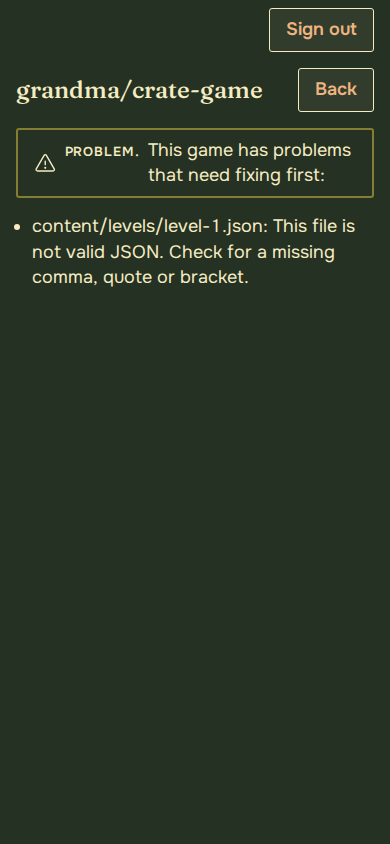 Sign out
grandma/crate-game
Back
PROBLEM. This game has problems
that need fixing first:
content/levels/level-1.json: This file is
not valid JSON. Check for a missing
comma, quote or bracket.